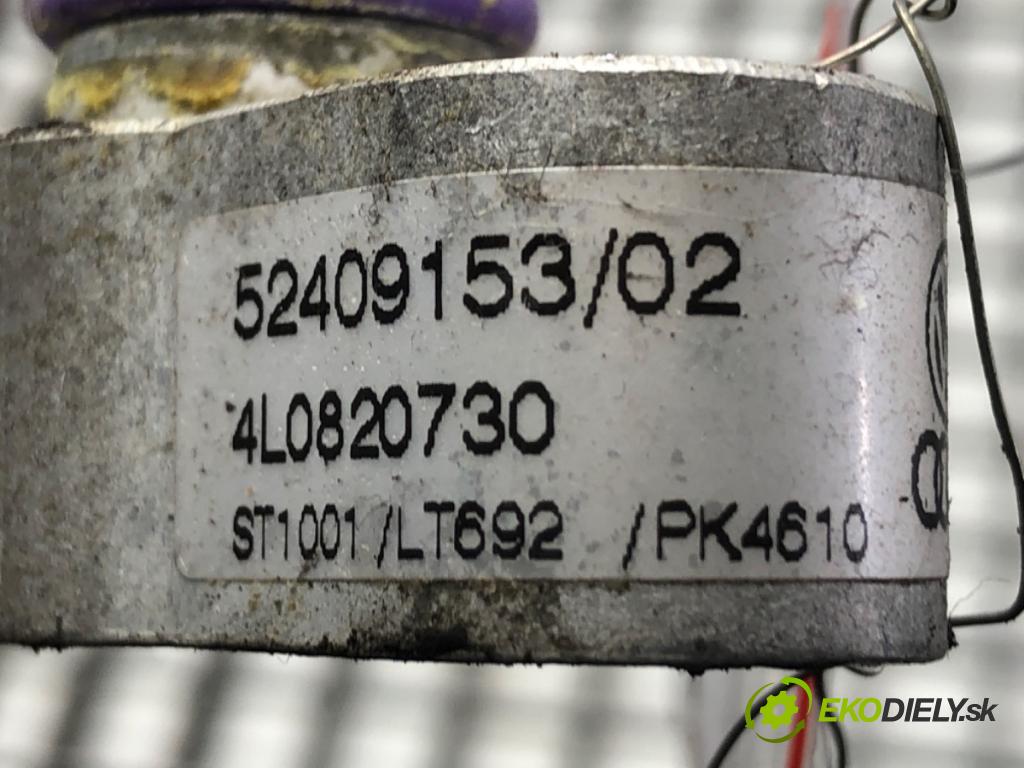 52409153/02
4L0820730
ST1001/LT692 /PK4610
EKODIELY.sk